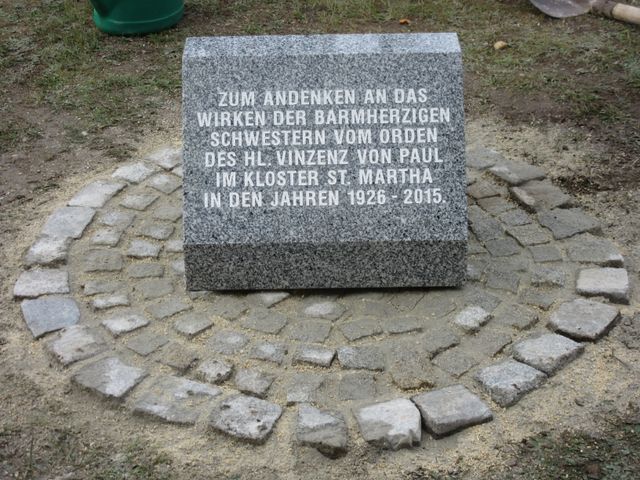 ZUM ANDENKEN AN DAS
WIRKEN DER BARMHERZIGEN
SCHWESTERN VOM ORDEN
DES HL. VINZENZ VON PAUL
IM KLOSTER ST. MARTHA
IN DEN JAHREN 1926 - 2015.